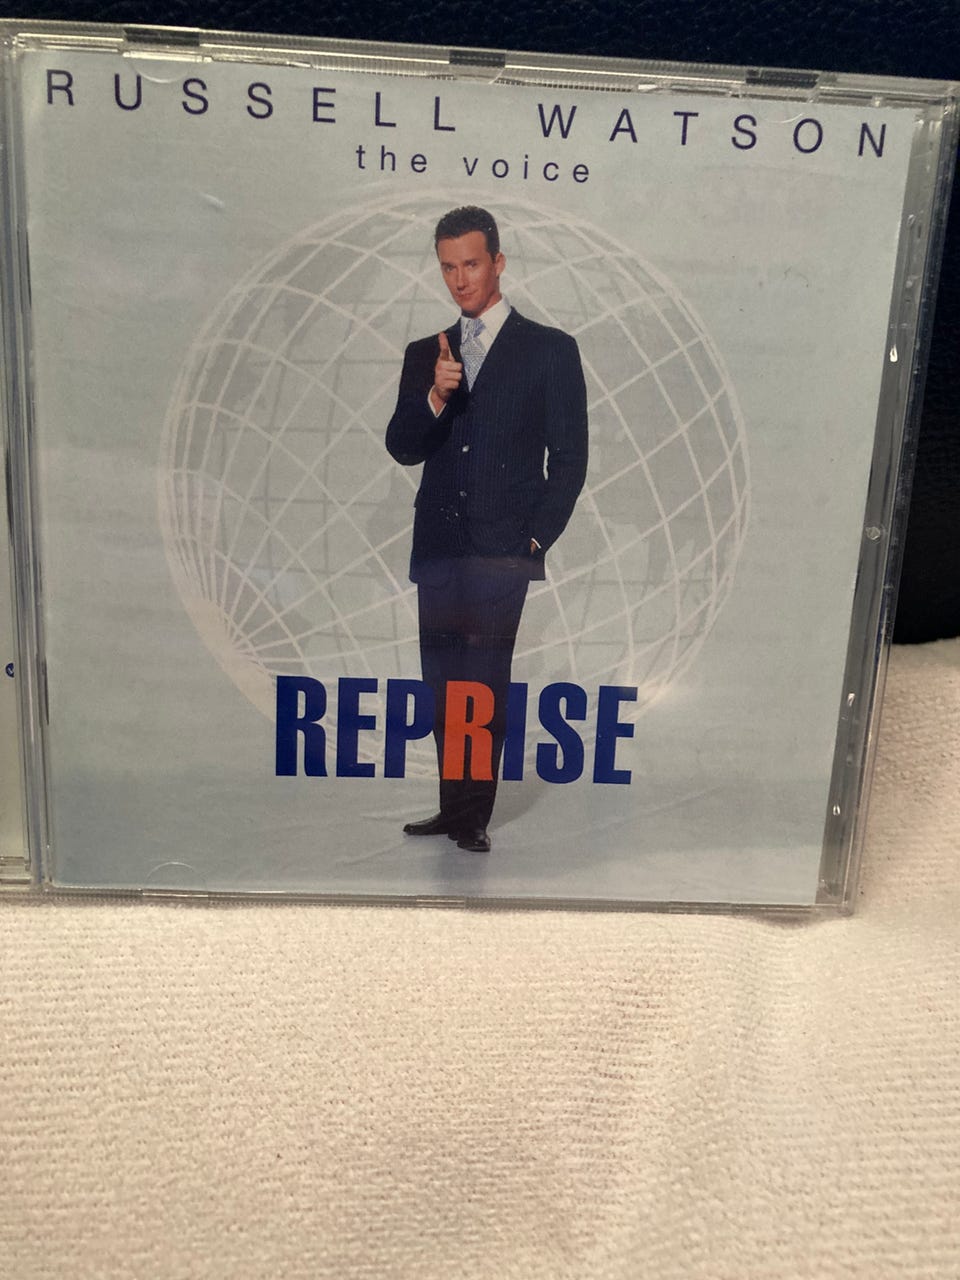 RUSSELL WATSON
the voice
REPRISE